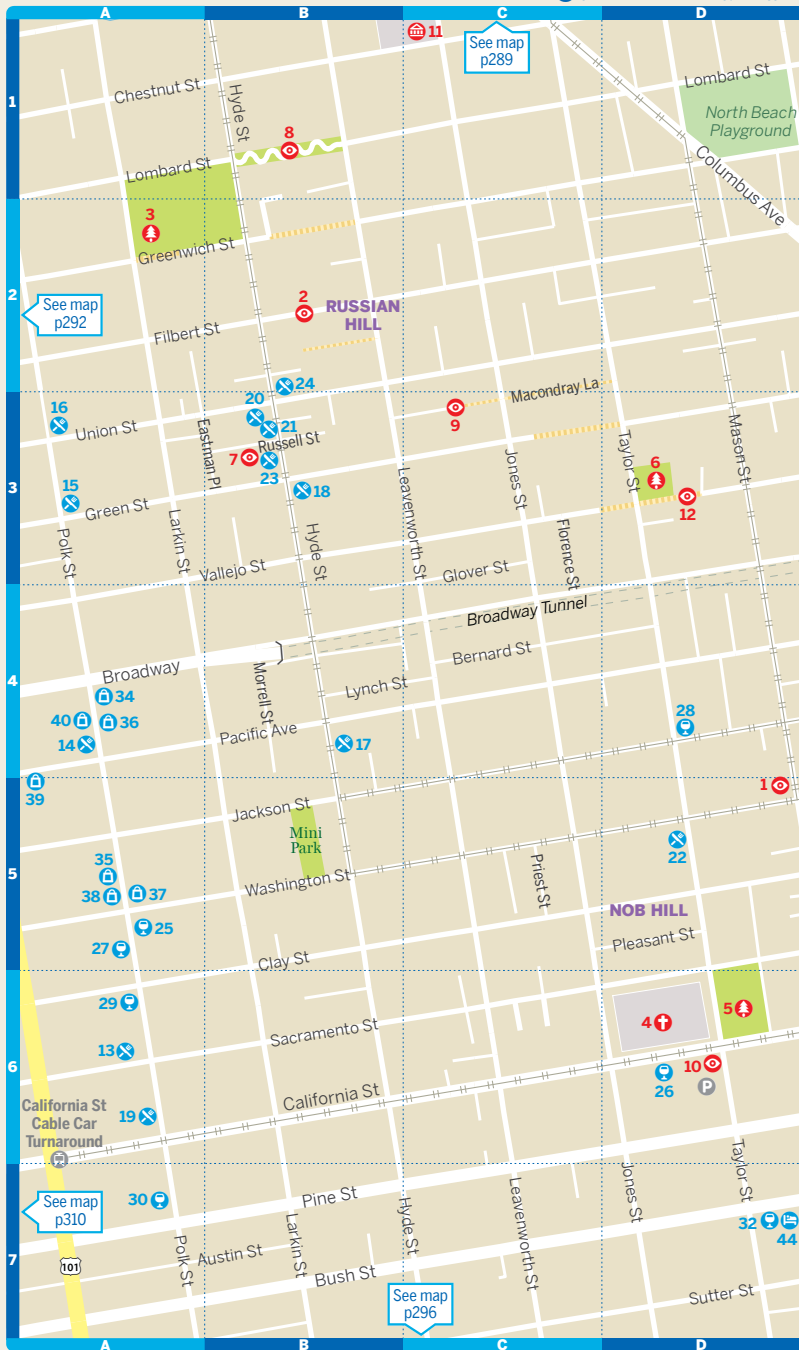 A
B
C
D
11
See map
p289
1
Chestnut St
Hyde St
Lombard St
North Beach
Playground
8
Lombard St
Columbus Ave
3
Greenwich St
2
See map
p292
2
RUSSIAN
HILL
Filbert St
24
Macondray La
9
16
Union St
20
21
Eastman Pl
Russell St
7
23
18
Taylor St
6
12
Mason St
3
15
Green St
Polk St
Larkin St
Hyde St
Leavenworth St
Jones St
Florence St
Vallejo St
Glover St
Broadway Tunnel
4
Broadway
Bernard St
Morrell St
Lynch St
34
40
36
14
Pacific Ave
17
28
39
1
Jackson St
Mini
Park
22
5
35
38
37
Washington St
Priest St
NOB HILL
25
27
Clay St
Pleasant St
29
Sacramento St
4
5
13
6
10
26
P
California St
Cable Car
Turnaround
19
California St
See map
p310
30
Pine St
Polk St
Larkin St
Hyde St
Leavenworth St
Jones St
Taylor St
32
44
7
101
Austin St
Bush St
See map
p296
Sutter St
A
B
C
D